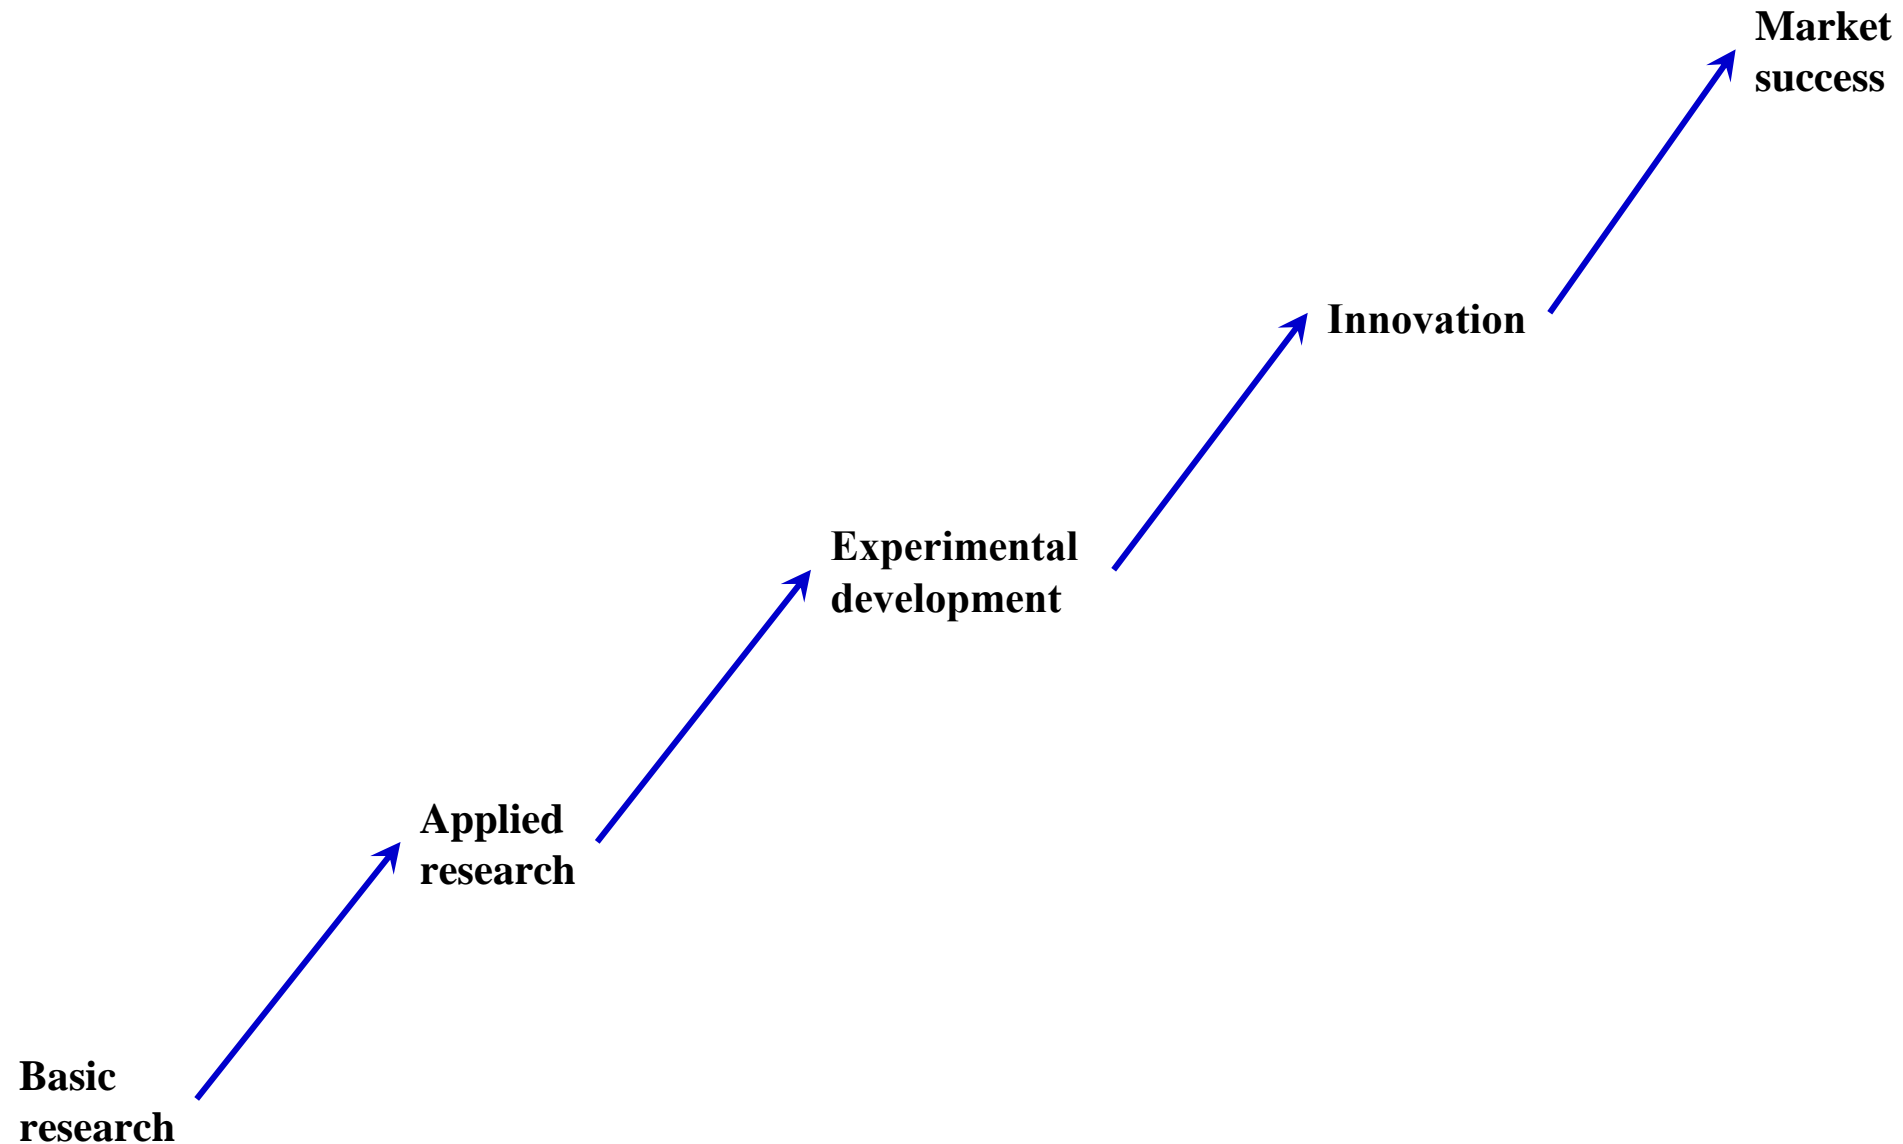 Market
success
Innovation
Experimental
development
Applied
research
Basic
research